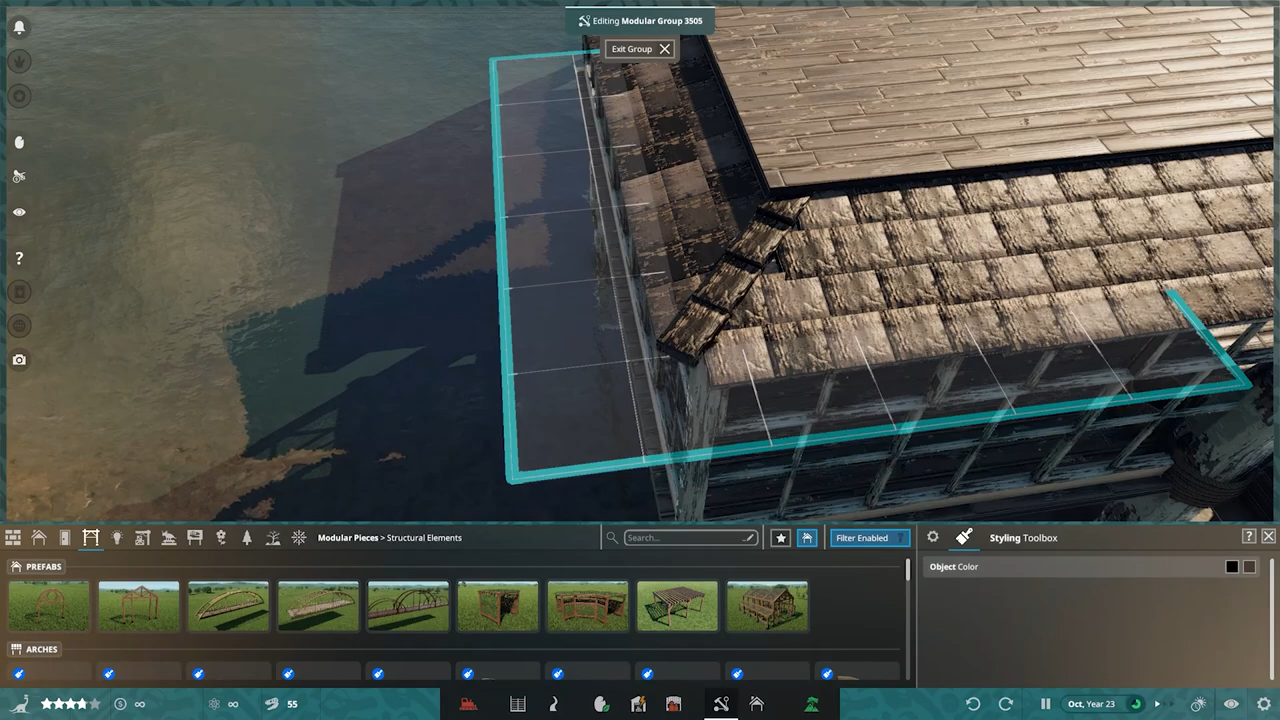 Editing Modular Group 3505
Exit Group
?
Modular Pieces > Structural Elements
Search...
Filter Enabled
Styling Toolbox
?
PREFABS
Object Color
ARCHES
∞
∞
55
Oct, Year 23